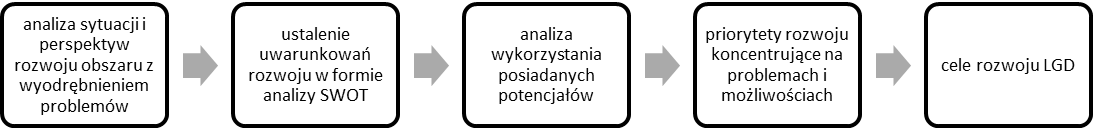 analiza sytuacji i
perspektyw
rozwoju obszaru z
wyodrębnieniem
problemów
ustalenie
uwarunkowań
rozwoju w formie
analizy SWOT
analiza
wykorzystania
posiadanych
potencjałów
priorytety rozwoju
koncentrujące na
problemach i
możliwościach
cele rozwoju LGD